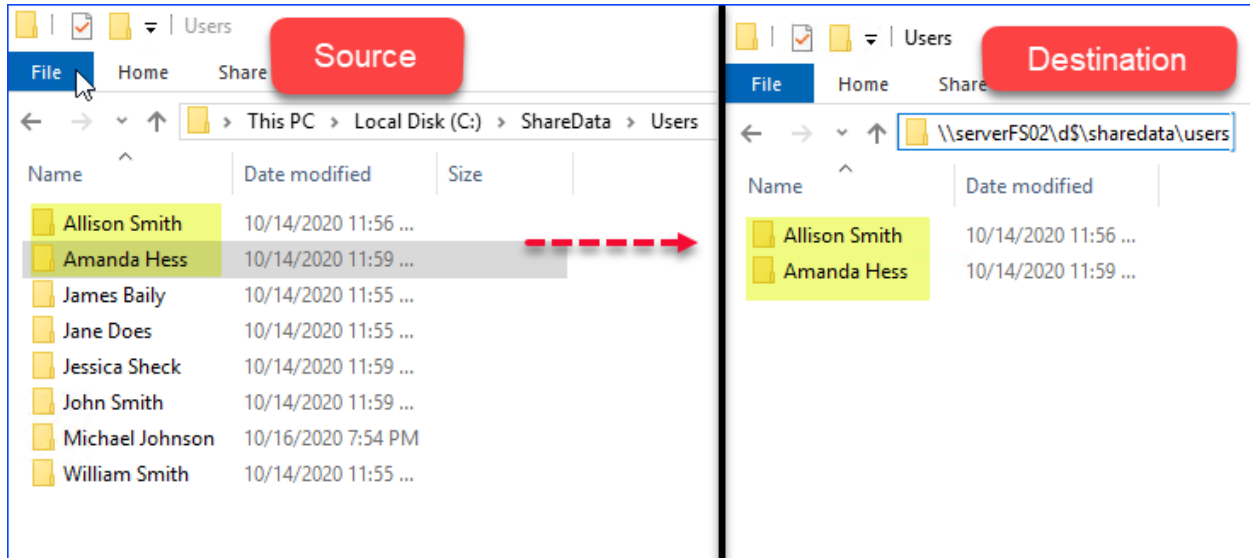 Users
Source
File Home Share
This PC > Local Disk (C:) > ShareData > Users
Name Date modified Size
Allison Smith 10/14/2020 11:56 ...
Amanda Hess 10/14/2020 11:59 ...
James Baily 10/14/2020 11:55 ...
Jane Does 10/14/2020 11:55 ...
Jessica Sheck 10/14/2020 11:59 ...
John Smith 10/14/2020 11:59 ...
Michael Johnson 10/16/2020 7:54 PM
William Smith 10/14/2020 11:55 ...
Users
Destination
File Home Share
\\serverFS02\d$\sharedata\users
Name Date modified
Allison Smith 10/14/2020 11:56 ...
Amanda Hess 10/14/2020 11:59 ...